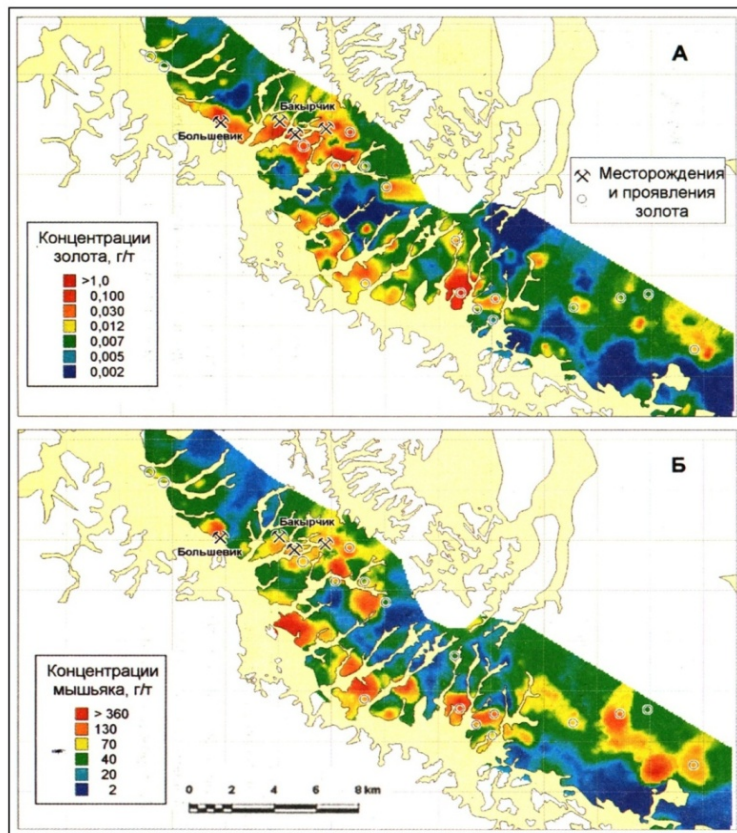 А
Бакырчик
Большевик
Месторождения
и проявления
золота
Концентрации
золота, г/т
>1,0
0,100
0,030
0,012
0,007
0,005
0,002
Б
Бакырчик
Большевик
Концентрации
мышьяка, г/т
> 360
130
70
40
20
2
0 2 4 6 8 km